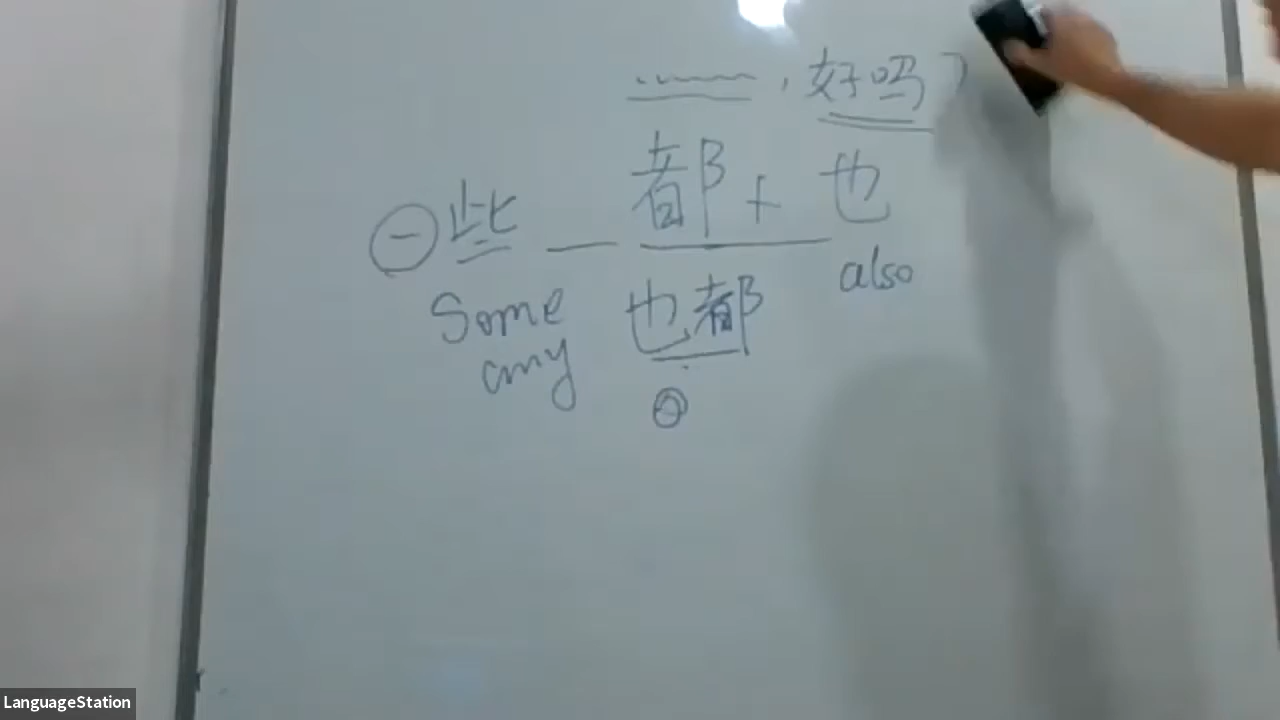 ……, 好吗?
都 + 也
一些
also
some
any
也都
LanguageStation